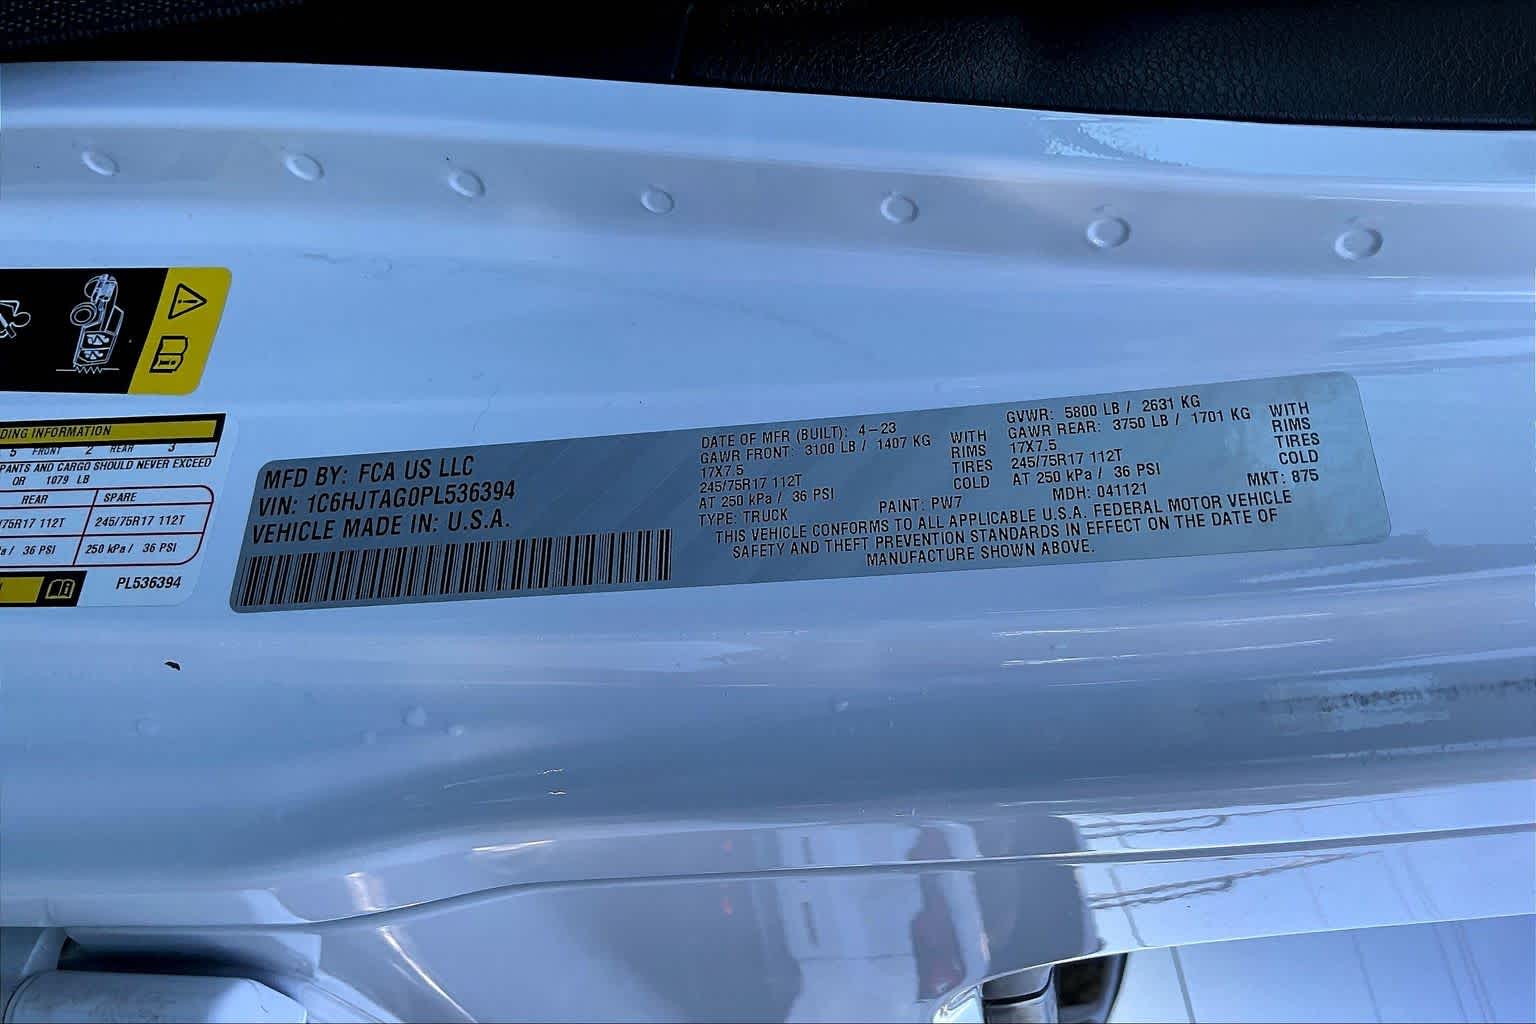 DING INFORMATION
5 FRONT 2 REAR 3
PANTS AND CARGO SHOULD NEVER EXCEED
OR 1079 LB
REAR SPARE
/75R17 112T 245/75R17 112T
a / 36 PSI 250 kPa / 36 PSI
PL536394
MFD BY: FCA US LLC
VIN: 1C6HJTAG0PL536394
VEHICLE MADE IN: U.S.A.
DATE OF MFR (BUILT): 4-23
GAWR FRONT: 3100 LB / 1407 KG WITH
17X7.5 RIMS
245/75R17 112T TIRES
AT 250 kPa / 36 PSI COLD
TYPE: TRUCK PAINT: PW7
GVWR: 5800 LB / 2631 KG
GAWR REAR: 3750 LB / 1701 KG WITH
17X7.5 RIMS
245/75R17 112T TIRES
AT 250 kPa / 36 PSI COLD
MDH: 041121 MKT: 875
THIS VEHICLE CONFORMS TO ALL APPLICABLE U.S.A. FEDERAL MOTOR VEHICLE
SAFETY AND THEFT PREVENTION STANDARDS IN EFFECT ON THE DATE OF
MANUFACTURE SHOWN ABOVE.